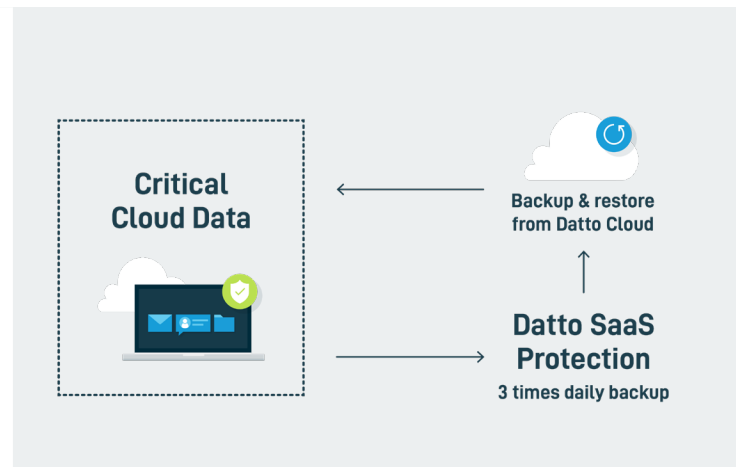 Critical
Cloud Data
Backup & restore
from Datto Cloud
Datto SaaS
Protection
3 times daily backup